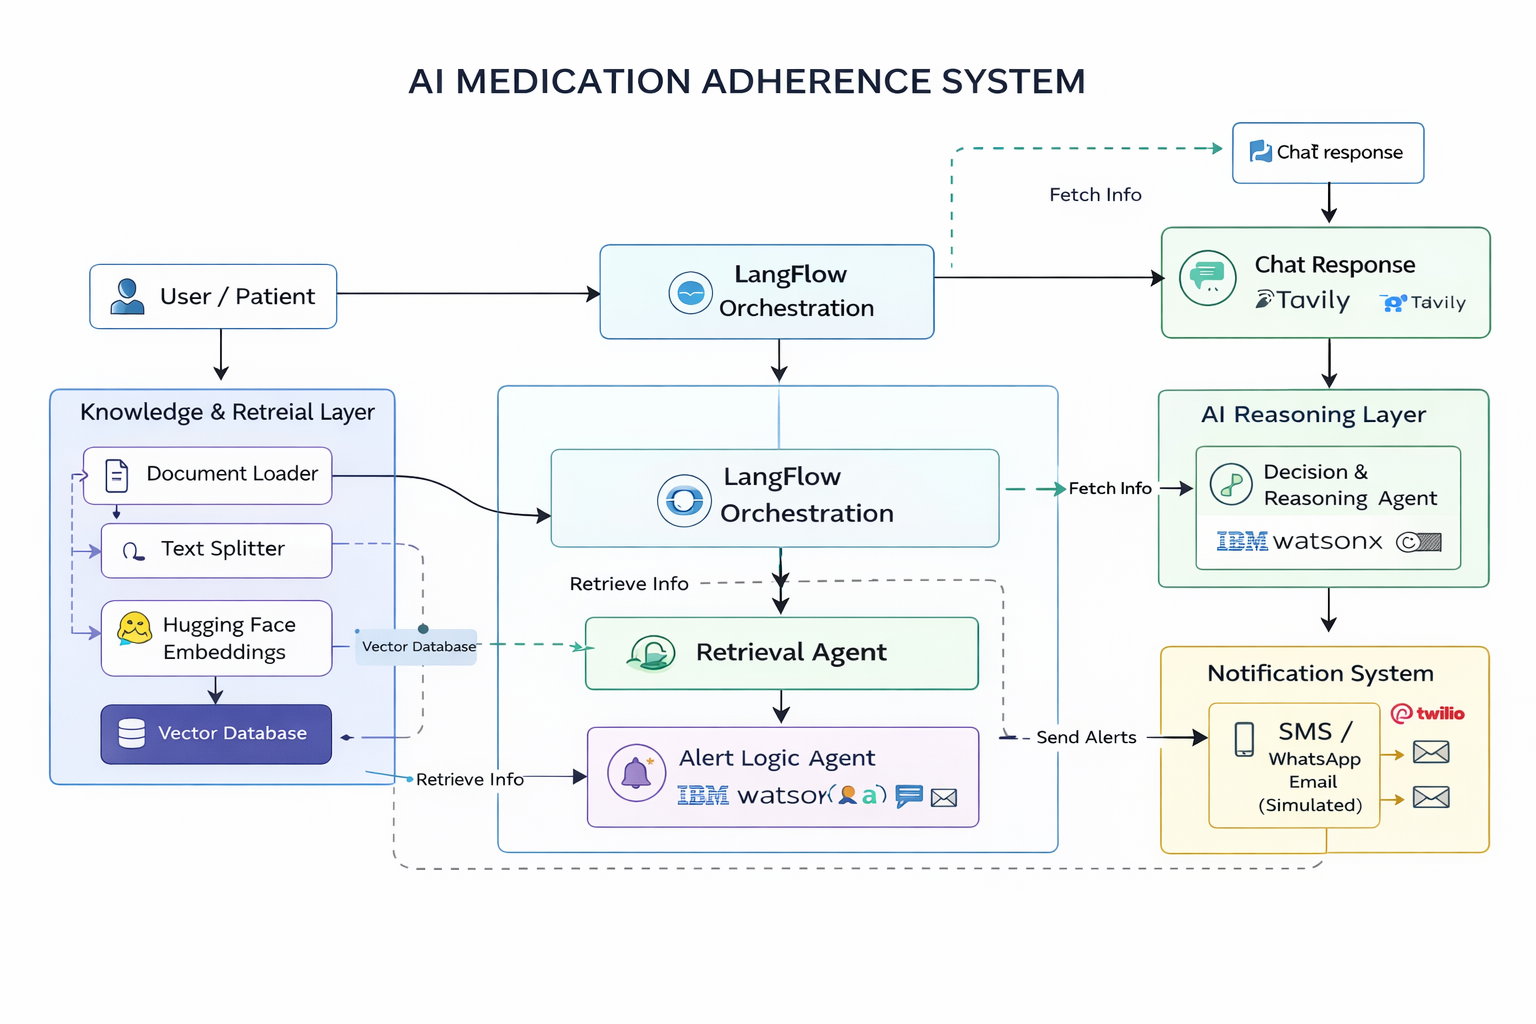 AI MEDICATION ADHERENCE SYSTEM
Chat response
Fetch Info
User / Patient
LangFlow
Orchestration
Chat Response
Tavily
Tavily
Knowledge & Retreial Layer
Document Loader
Text Splitter
Hugging Face
Embeddings
Vector Database
Vector Database
Retrieve Info
LangFlow
Orchestration
Retrieve Info
Retrieval Agent
Alert Logic Agent
IBM watsor
a
Fetch Info
Send Alerts
AI Reasoning Layer
Decision &
Reasoning Agent
IBM watsonx
C
Notification System
twilio
SMS /
WhatsApp
Email
(Simulated)